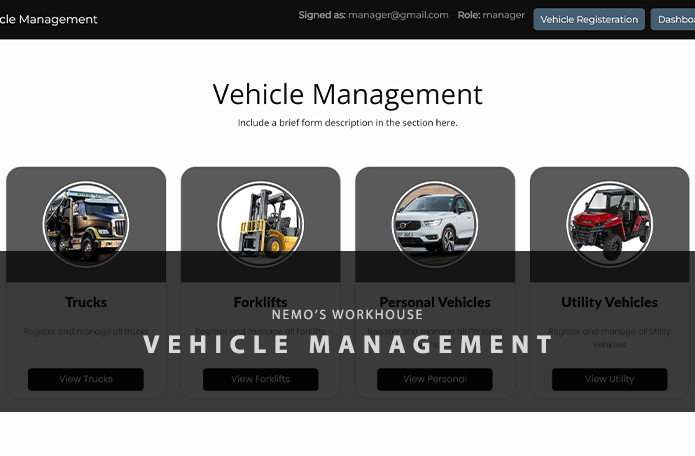 cle Management
Signed as: manager@gmail.com Role: manager
Vehicle Registeration
Dashbo
Vehicle Management
Include a brief form description in the section here.
Trucks
Forklifts
Personal Vehicles
Utility Vehicles
NEMO'S WORKHOUSE
Register and manage all trucks
Register and manage all Forklifts
Register and manage all Personal
Register and manage all Utility
Vehicles
VEHICLE MANAGEMENT
View Trucks
View Forklifts
View Personal
View Utility